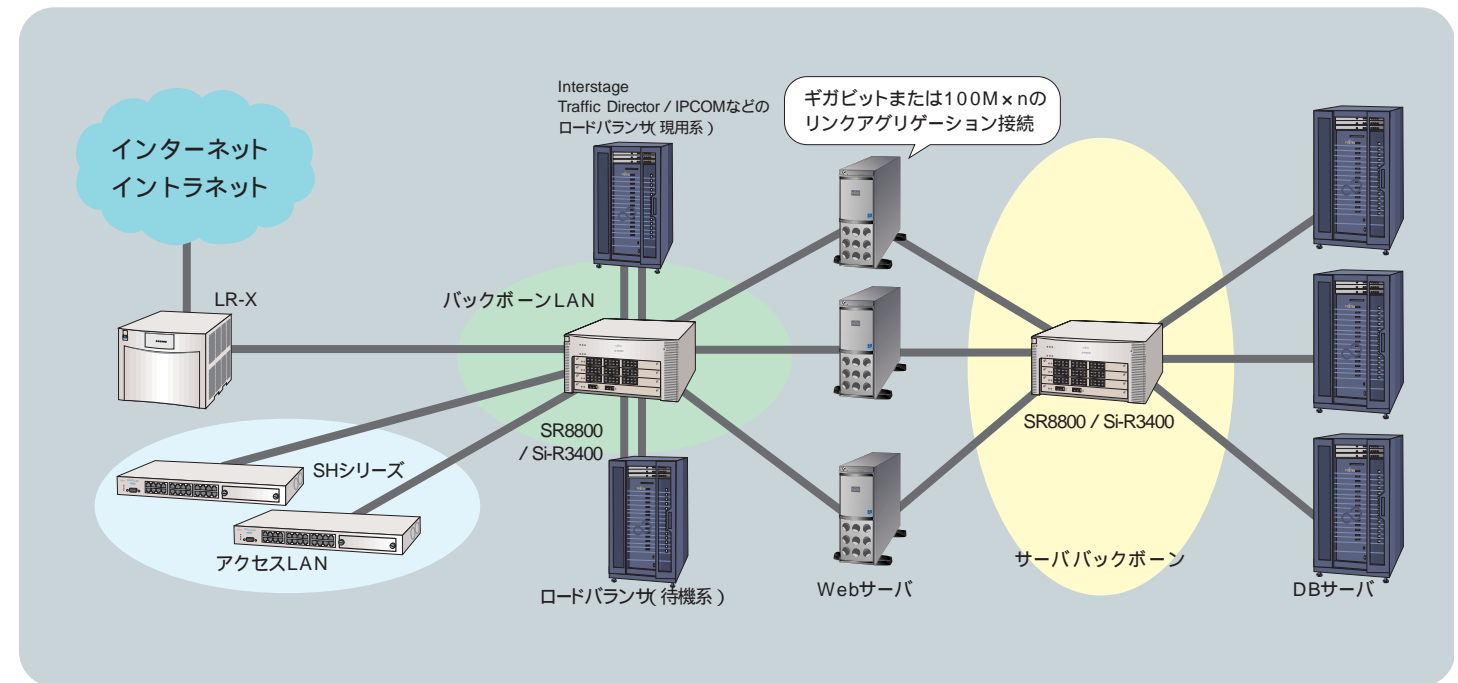 Interstage
Traffic Director / IPCOMなどの
ロードバランサ(現用系)
ギガビットまたは100M×nの
リンクアグリゲーション接続
インターネット
イントラネット
LR-X
バックボーンLAN
SR8800
/ Si-R3400
SHシリーズ
アクセスLAN
ロードバランサ(待機系)
Webサーバ
SR8800 / Si-R3400
サーババックボーン
DBサーバ